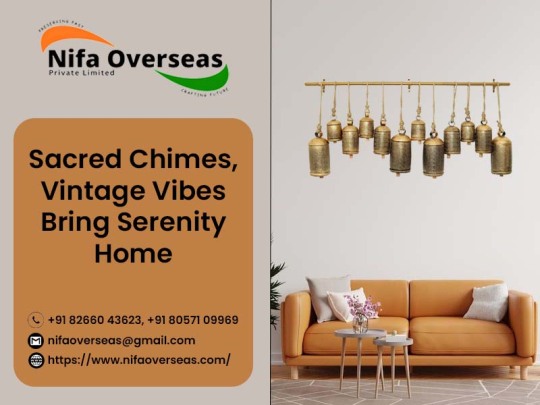 PRESERVING PAST
Nifa Overseas
Private Limited
CRAFTING FUTURE
Sacred Chimes,
Vintage Vibes
Bring Serenity
Home
+91 82660 43623, +91 80571 09969
nifaoverseas@gmail.com
https://www.nifaoverseas.com/